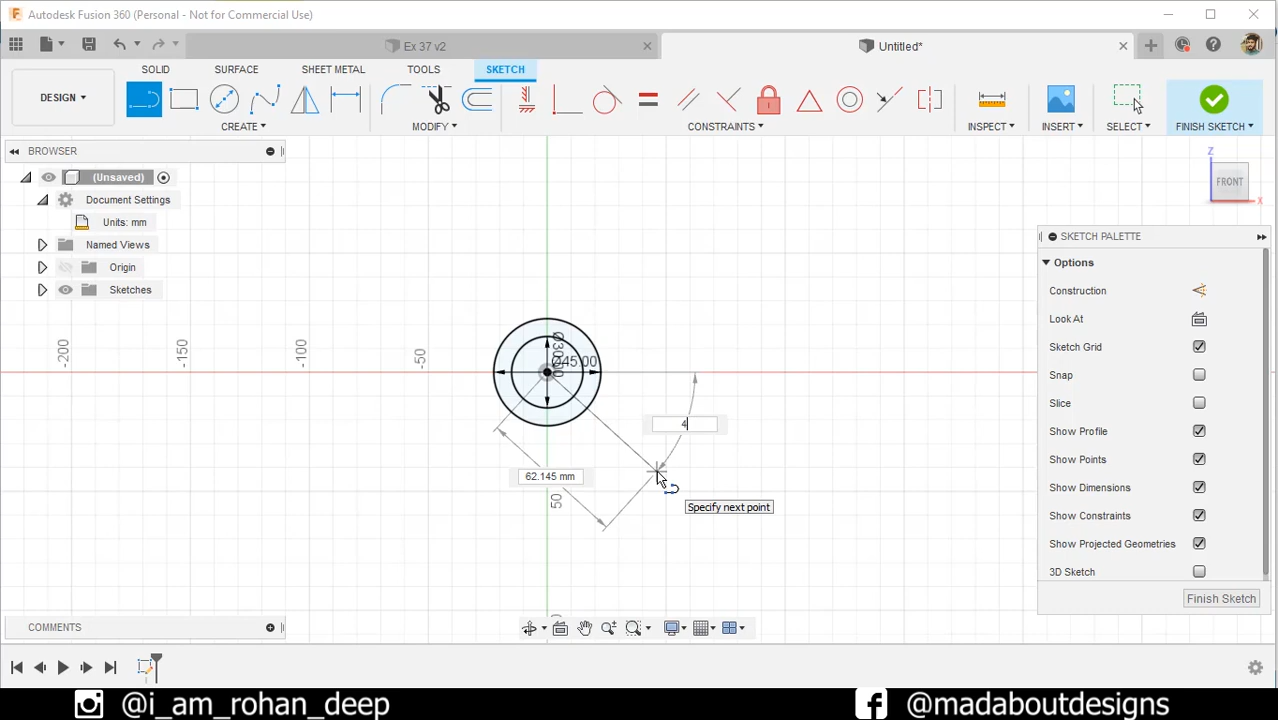 Autodesk Fusion 360 (Personal - Not for Commercial Use)
Ex 37 v2
Untitled*
DESIGN
SOLID
SURFACE
SHEET METAL
TOOLS
SKETCH
CREATE
MODIFY
CONSTRAINTS
INSPECT
INSERT
SELECT
FINISH SKETCH
BROWSER
(Unsaved)
Document Settings
Units: mm
Named Views
Origin
Sketches
-200
-150
-100
-50
Ø45.00
4
62.145 mm
50
Specify next point
Z
FRONT
X
SKETCH PALETTE
Options
Construction
Look At
Sketch Grid
Snap
Slice
Show Profile
Show Points
Show Dimensions
Show Constraints
Show Projected Geometries
3D Sketch
Finish Sketch
COMMENTS
@i_am_rohan_deep
@madaboutdesigns